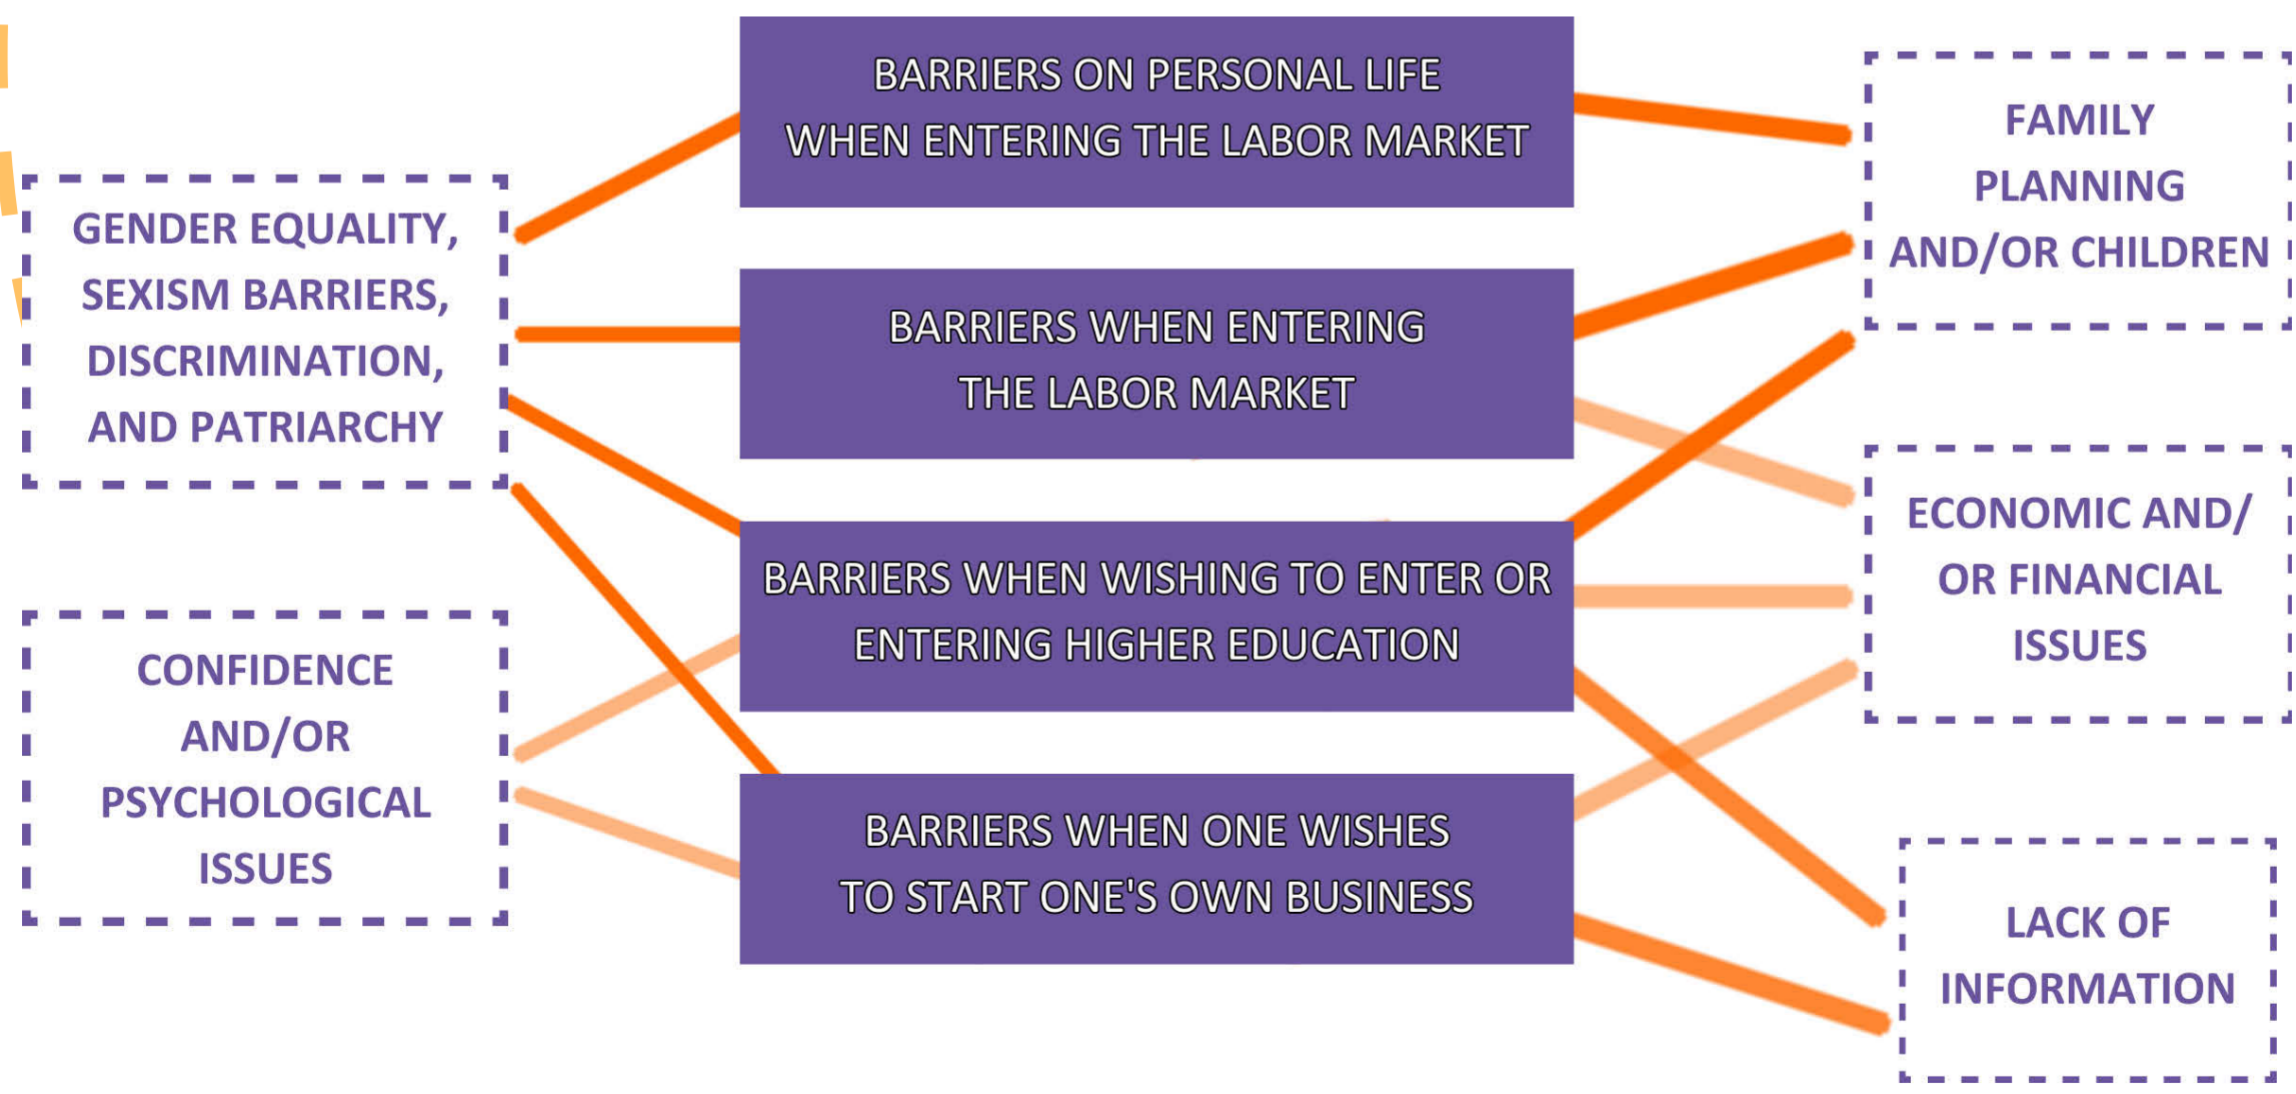 GENDER EQUALITY,
SEXISM BARRIERS,
DISCRIMINATION,
AND PATRIARCHY
CONFIDENCE
AND/OR
PSYCHOLOGICAL
ISSUES
BARRIERS ON PERSONAL LIFE
WHEN ENTERING THE LABOR MARKET
BARRIERS WHEN ENTERING
THE LABOR MARKET
BARRIERS WHEN WISHING TO ENTER OR
ENTERING HIGHER EDUCATION
BARRIERS WHEN ONE WISHES
TO START ONE'S OWN BUSINESS
FAMILY
PLANNING
AND/OR CHILDREN
ECONOMIC AND/
OR FINANCIAL
ISSUES
LACK OF
INFORMATION